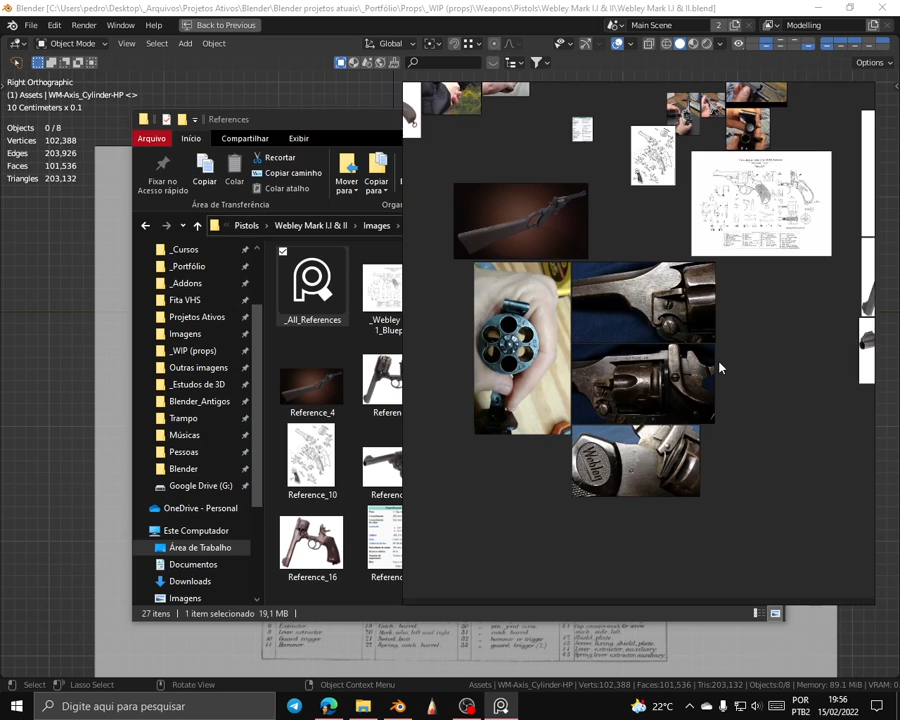 Blender [C:\Users\pedro\Desktop\_Arquivos\Projetos Ativos\Blender\Blender projetos atuais\_Portfólio\Props\_WIP (props)\Weapons\Pistols\Webley Mark I.I & II\Webley Mark I.I & II.blend]
File Edit Render Window Help Back to Previous Main Scene 2 Modelling
Object Mode View Select Add Object Global
Options
Right Orthographic
(1) Assets | WM-Axis_Cylinder-HP <>
10 Centimeters x 0.1
Objects 0 / 8
Vertices 102,388
Edges 203,926
Faces 101,536
Triangles 203,132
References
Arquivo Início Compartilhar Exibir
Fixar no Acesso rápido
Copiar
Colar
Recortar
Copiar caminho
Colar atalho
Mover para
Copiar para
Área de Transferência
Organ
Pistols Webley Mark I.I & II Images
_Cursos
_Portfólio
_Addons
Fita VHS
Projetos Ativos
Imagens
_WIP (props)
Outras imagens
_Estudos de 3D
Blender_Antigos
Trampo
Músicas
Pessoas
Blender
Google Drive (G:)
OneDrive - Personal
Este Computador
Área de Trabalho
Documentos
Downloads
Imagens
_All_References
_Webley
1_Bluep
Reference_4
Referen
Reference_10
Referen
Reference_16
Referen
Webley
27 itens 1 item selecionado 19,1 MB
Select Lasso Select Rotate View Object Context Menu
Assets | WM-Axis_Cylinder-HP | Verts:102,388 | Faces:101,536 | Tris:203,132 | Objects:0/8 | Memory: 89.1 MiB | VRAM: 0
Digite aqui para pesquisar
22°C
POR
PTB2
19:56
15/02/2022